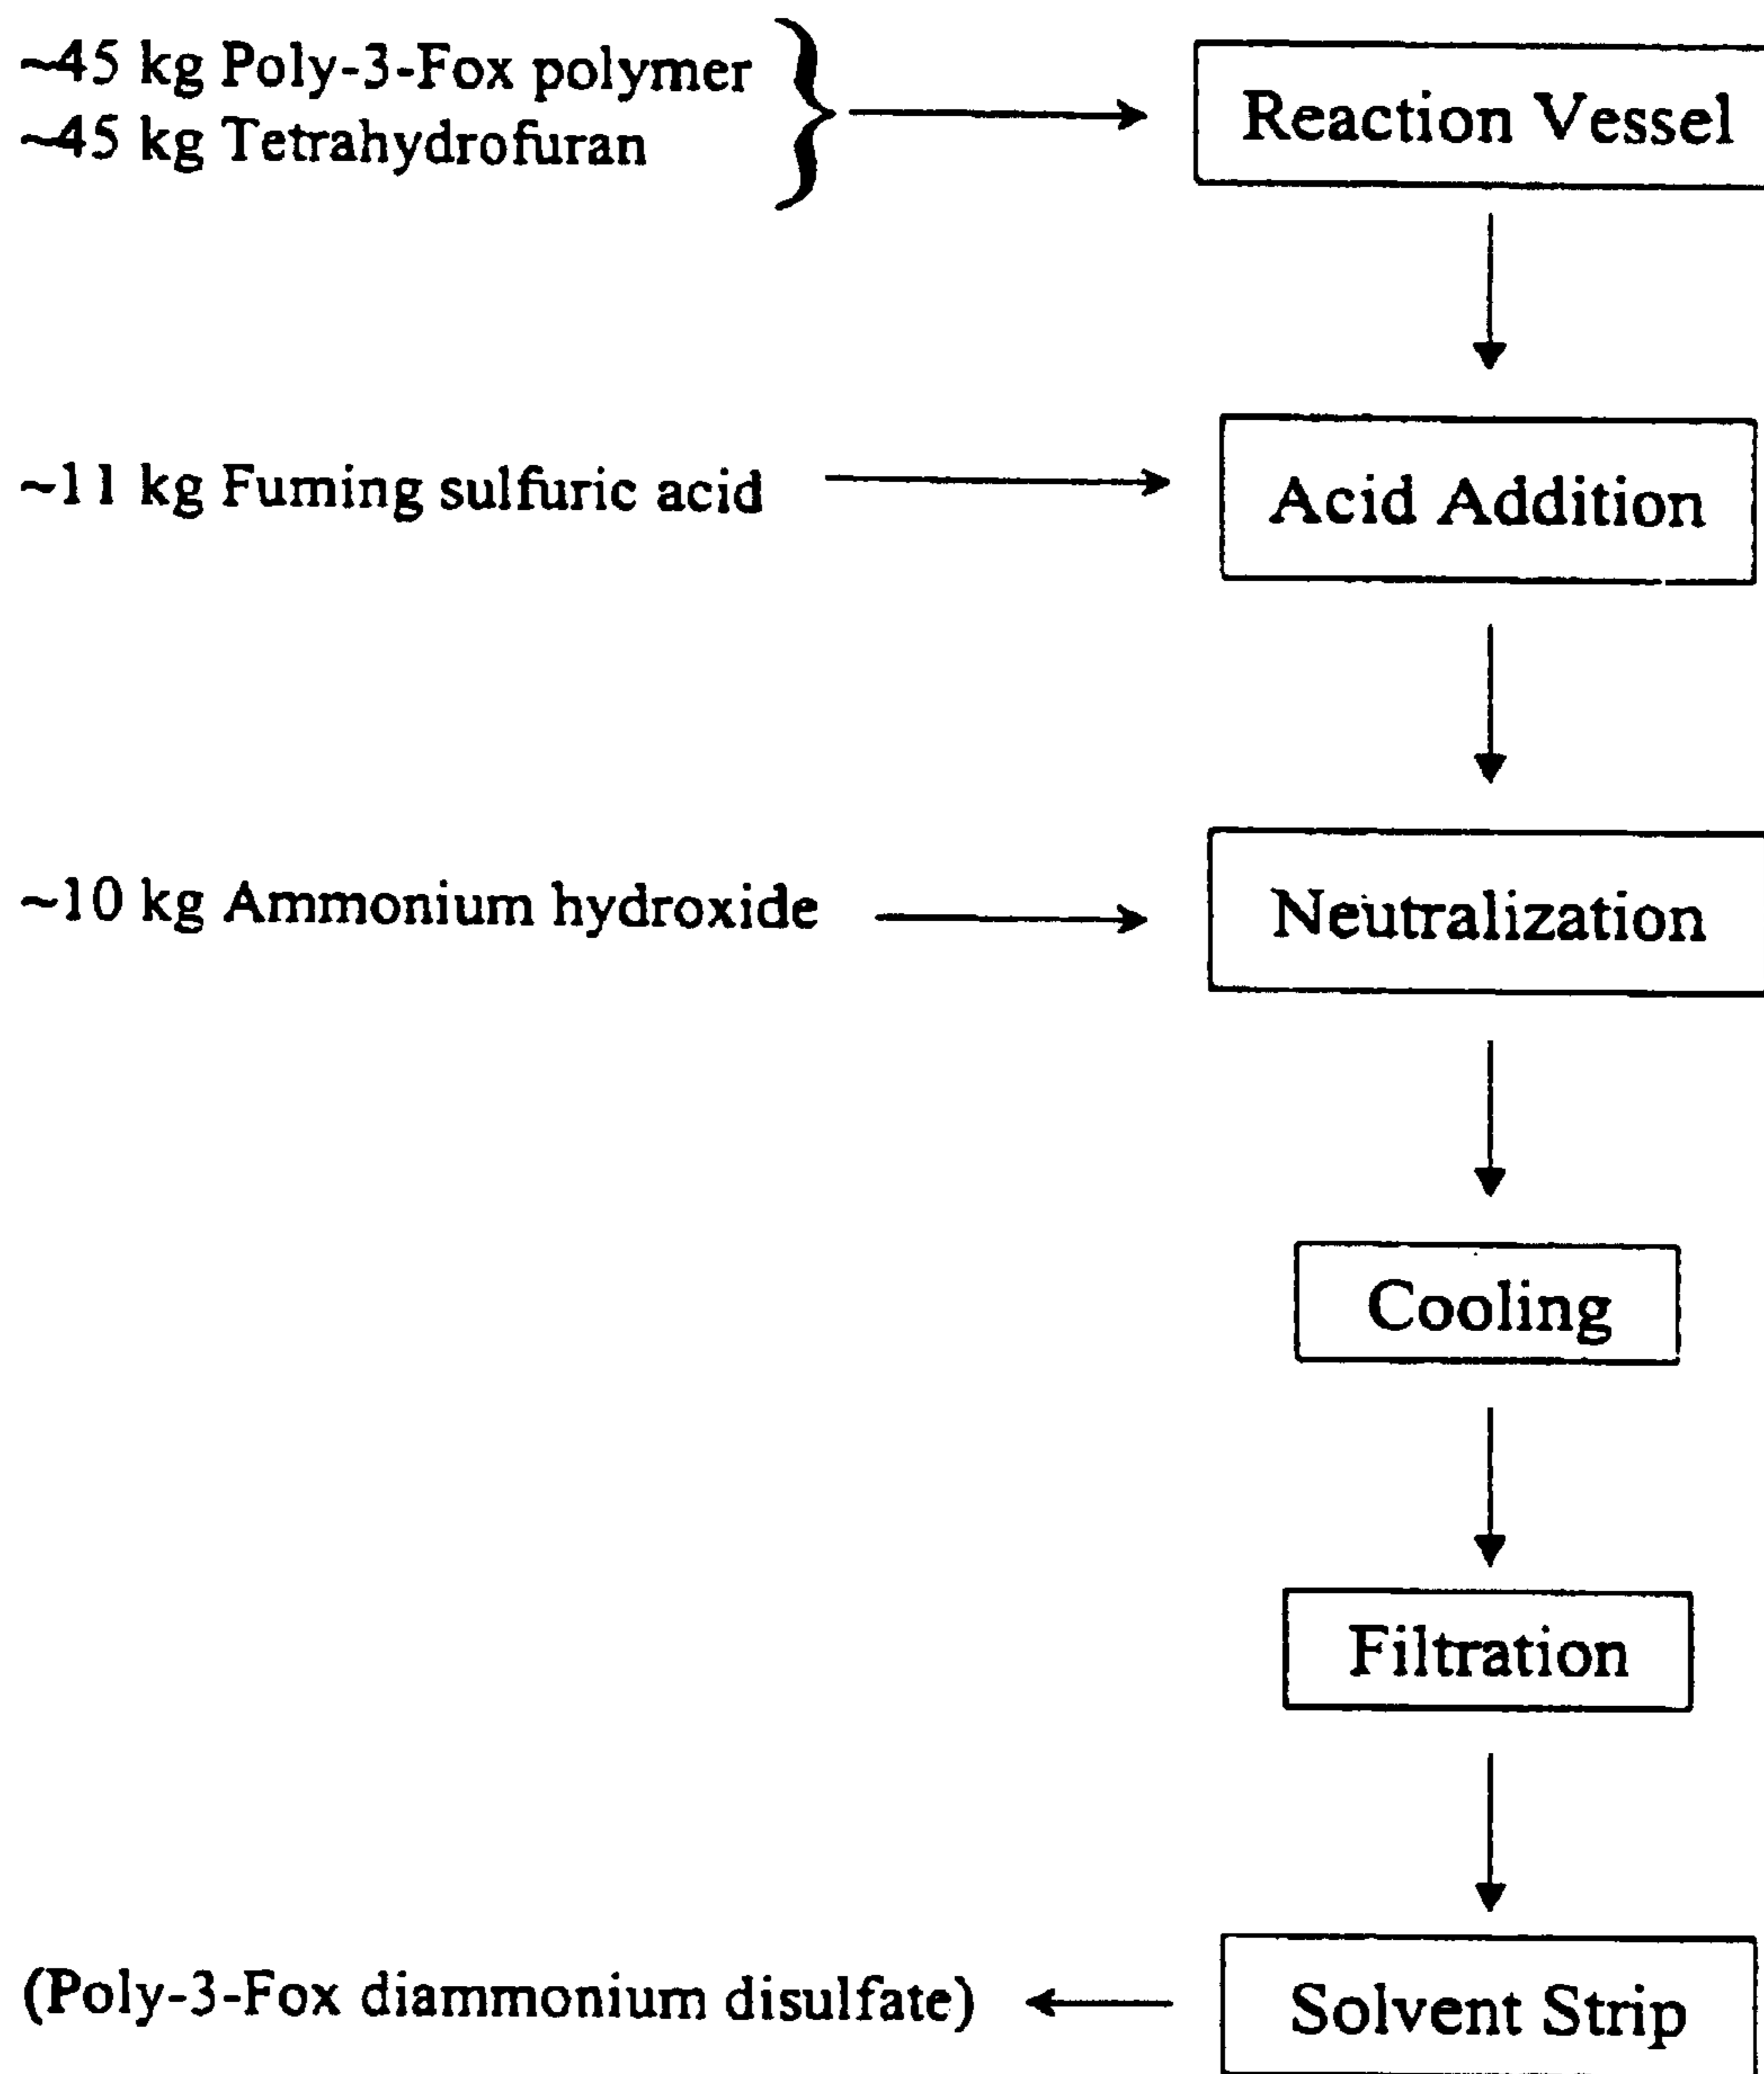 ~45 kg Poly-3-Fox polymer
~45 kg Tetrahydrofuran
Reaction Vessel
~11 kg Fuming sulfuric acid
Acid Addition
~10 kg Ammonium hydroxide
Neutralization
Cooling
Filtration
(Poly-3-Fox diammonium disulfate)
Solvent Strip